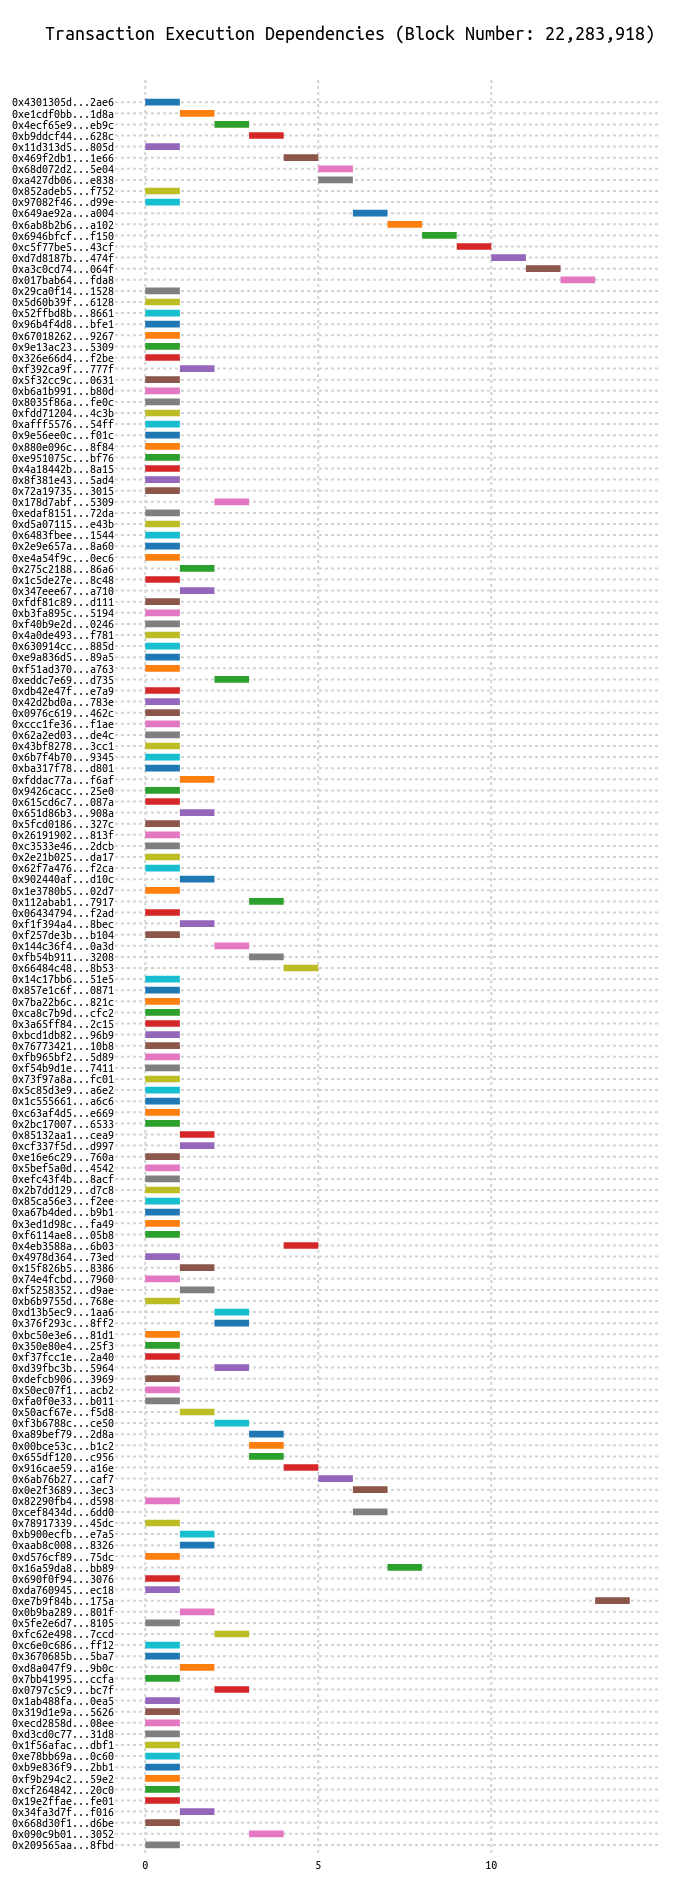 Transaction Execution Dependencies (Block Number: 22,283,918)
0x4301305d...2ae6
0xe1cdf0bb...1d8a
0x4ecf65e9...eb9c
0xb9ddcf44...628c
0x11d313d5...805d
0x469f2db1...1e66
0x68d072d2...5e04
0xa427db06...e838
0x852adeb5...f752
0x97082f46...d99e
0x649ae92a...a004
0x6ab8b2b6...a102
0x6946bfcf...f150
0xc5f77be5...43cf
0xd7d8187b...474f
0xa3c0cd74...064f
0x017bab64...fda8
0x29ca0f14...1528
0x5d60b39f...6128
0x52ffbd8b...8661
0x96b4f4d8...bfe1
0x67018262...9267
0x9e13ac23...5309
0x326e66d4...f2be
0xf392ca9f...777f
0x5f32cc9c...0631
0xb6a1b991...b80d
0x8035f86a...fe0c
0xfdd71204...4c3b
0xafff5576...54ff
0x9e56ee0c...f01c
0x880e096c...8f84
0xe951075c...bf76
0x4a18442b...8a15
0x8f381e43...5ad4
0x72a19735...3015
0x178d7abf...5309
0xedaf8151...72da
0xd5a07115...e43b
0x6483fbee...1544
0x2e9e657a...8a60
0xe4a54f9c...0ec6
0x275c2188...86a6
0x1c5de27e...8c48
0x347eee67...a710
0xfdf81c89...d111
0xb3fa895c...5194
0xf40b9e2d...0246
0x4a0de493...f781
0x630914cc...885d
0xe9a836d5...89a5
0xf51ad370...a763
0xeddc7e69...d735
0xdb42e47f...e7a9
0x42d2bd0a...783e
0x0976c619...462c
0xccc1fe36...f1ae
0x62a2ed03...de4c
0x43bf8278...3cc1
0x6b7f4b70...9345
0xba317f78...d801
0xfddac77a...f6af
0x9426cacc...25e0
0x615cd6c7...087a
0x651d86b3...908a
0x5fcd0186...327c
0x26191902...813f
0xc3533e46...2dcb
0x2e21b025...da17
0x62f7a476...f2ca
0x902440af...d10c
0x1e3780b5...02d7
0x112abab1...7917
0x06434794...f2ad
0xf1f394a4...8bec
0xf257de3b...b104
0x144c36f4...0a3d
0xfb54b911...3208
0x66484c48...8b53
0x14c17bb6...51e5
0x857e1c6f...0871
0x7ba22b6c...821c
0xca8c7b9d...cfc2
0x3a65ff84...2c15
0xbcd1db82...96b9
0x76773421...10b8
0xfb965bf2...5d89
0xf54b9d1e...7411
0x73f97a8a...fc01
0x5c85d3e9...a6e2
0x1c555661...a6c6
0xc63af4d5...e669
0x2bc17007...6533
0x85132aa1...cea9
0xcf337f5d...d997
0xe16e6c29...760a
0x5bef5a0d...4542
0xefc43f4b...8acf
0x2b7dd129...d7c8
0x85ca56e3...f2ee
0xa67b4ded...b9b1
0x3ed1d98c...fa49
0xf6114ae8...05b8
0x4eb3588a...6b03
0x4978d364...73ed
0x15f826b5...8386
0x74e4fcbd...7960
0xf5258352...d9ae
0xb6b9755d...768e
0xd13b5ec9...1aa6
0x376f293c...8ff2
0xbc50e3e6...81d1
0x350e80e4...25f3
0xf37fcc1e...2a40
0xd39fbc3b...5964
0xdefcb906...3969
0x50ec07f1...acb2
0xfa0f0e33...b011
0x50acf67e...f5d8
0xf3b6788c...ce50
0xa89bef79...2d8a
0x00bce53c...b1c2
0x655df120...c956
0x916cae59...a16e
0x6ab76b27...caf7
0x0e2f3689...3ec3
0x82290fb4...d598
0xcef8434d...6dd0
0x78917339...45dc
0xb900ecfb...e7a5
0xaab8c008...8326
0xd576cf89...75dc
0x16a59da8...bb89
0x690f0f94...3076
0xda760945...ec18
0xe7b9f84b...175a
0x0b9ba289...801f
0x5fe2e6d7...8105
0xfc62e498...7ccd
0xc6e0c686...ff12
0x3670685b...5ba7
0xd8a047f9...9b0c
0x7bb41995...ccfa
0x0797c5c9...bc7f
0x1ab488fa...0ea5
0x319d1e9a...5626
0xecd2858d...08ee
0xd3cd0c77...31d8
0x1f56afac...dbf1
0xe78bb69a...0c60
0xb9e836f9...2bb1
0xf9b294c2...59e2
0xcf264842...20c0
0x19e2ffae...fe01
0x34fa3d7f...f016
0x668d30f1...d6be
0x090c9b01...3052
0x209565aa...8fbd
0 5 10